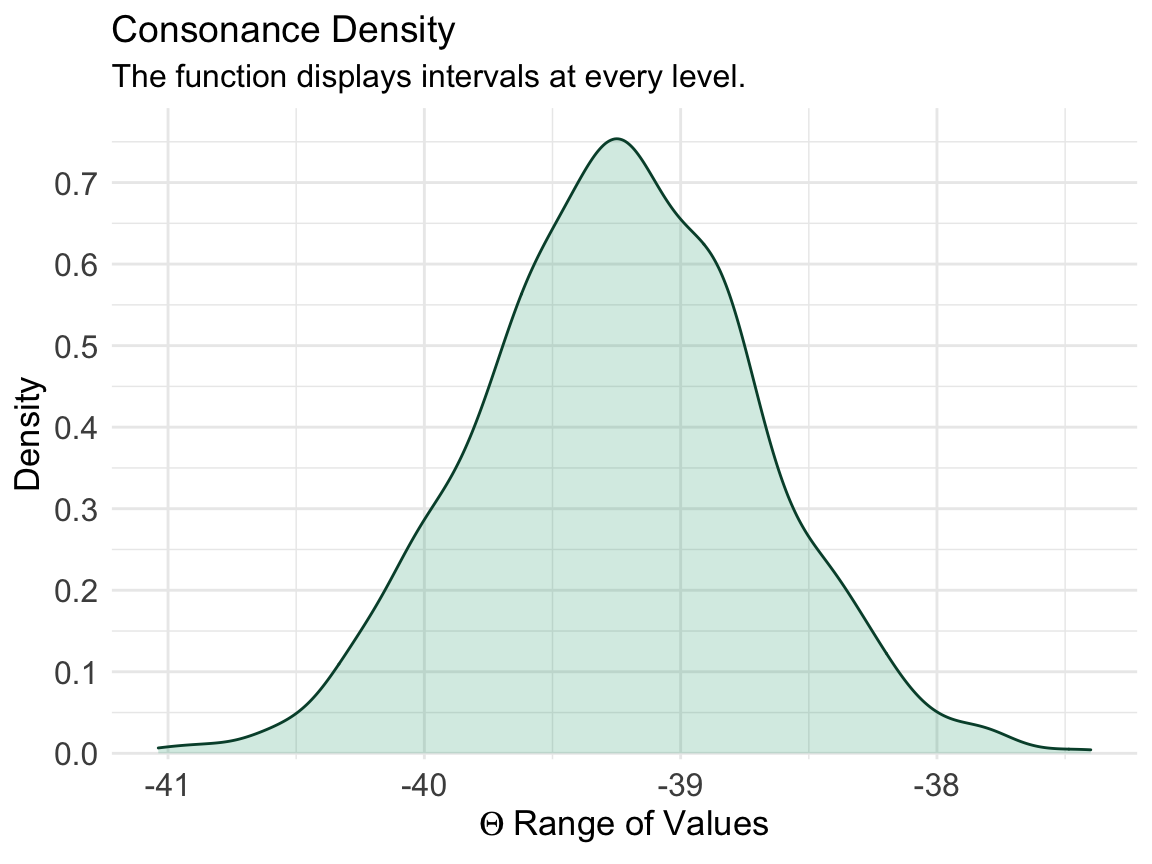 Consonance Density
The function displays intervals at every level.
Density
0.7
0.6
0.5
0.4
0.3
0.2
0.1
0.0
-41 -40 -39 -38
Θ Range of Values